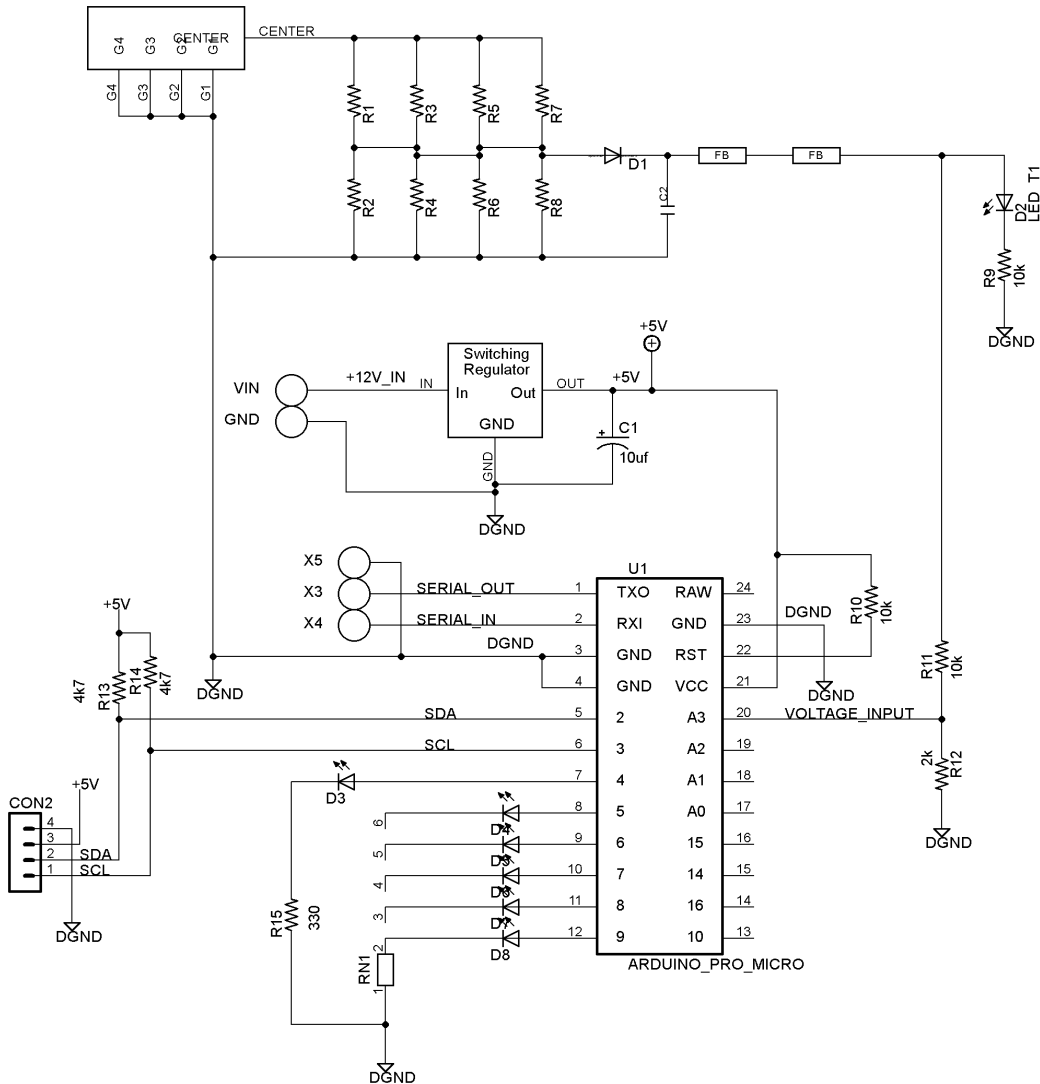 CENTER
CENTER
G4
G3
G2
G4
G3
G2
G1
R1
R3
R5
R7
R2
R4
R6
R8
D1
C2
FB
FB
D2
LED T1
R9
10k
DGND
+5V
Switching
Regulator
VIN
+12V_IN
IN
In
Out
OUT
+5V
GND
GND
GND
C1
10uf
DGND
X5
X3
X4
SERIAL_OUT
SERIAL_IN
DGND
U1
1 TXO RAW 24
2 RXI GND 23
3 GND RST 22
4 GND VCC 21
5 2 A3 20
6 3 A2 19
7 4 A1 18
8 5 A0 17
9 6 15 16
10 7 14 15
11 8 16 14
12 9 10 13
ARDUINO_PRO_MICRO
DGND
DGND
R10
10k
R11
10k
VOLTAGE_INPUT
2k
R12
DGND
+5V
4k7
R13
R14
4k7
DGND
SDA
SCL
+5V
CON2
4
3
2
1
SDA
SCL
DGND
D3
D4
D5
D6
D7
D8
6
5
4
3
2
1
RN1
R15
330
DGND